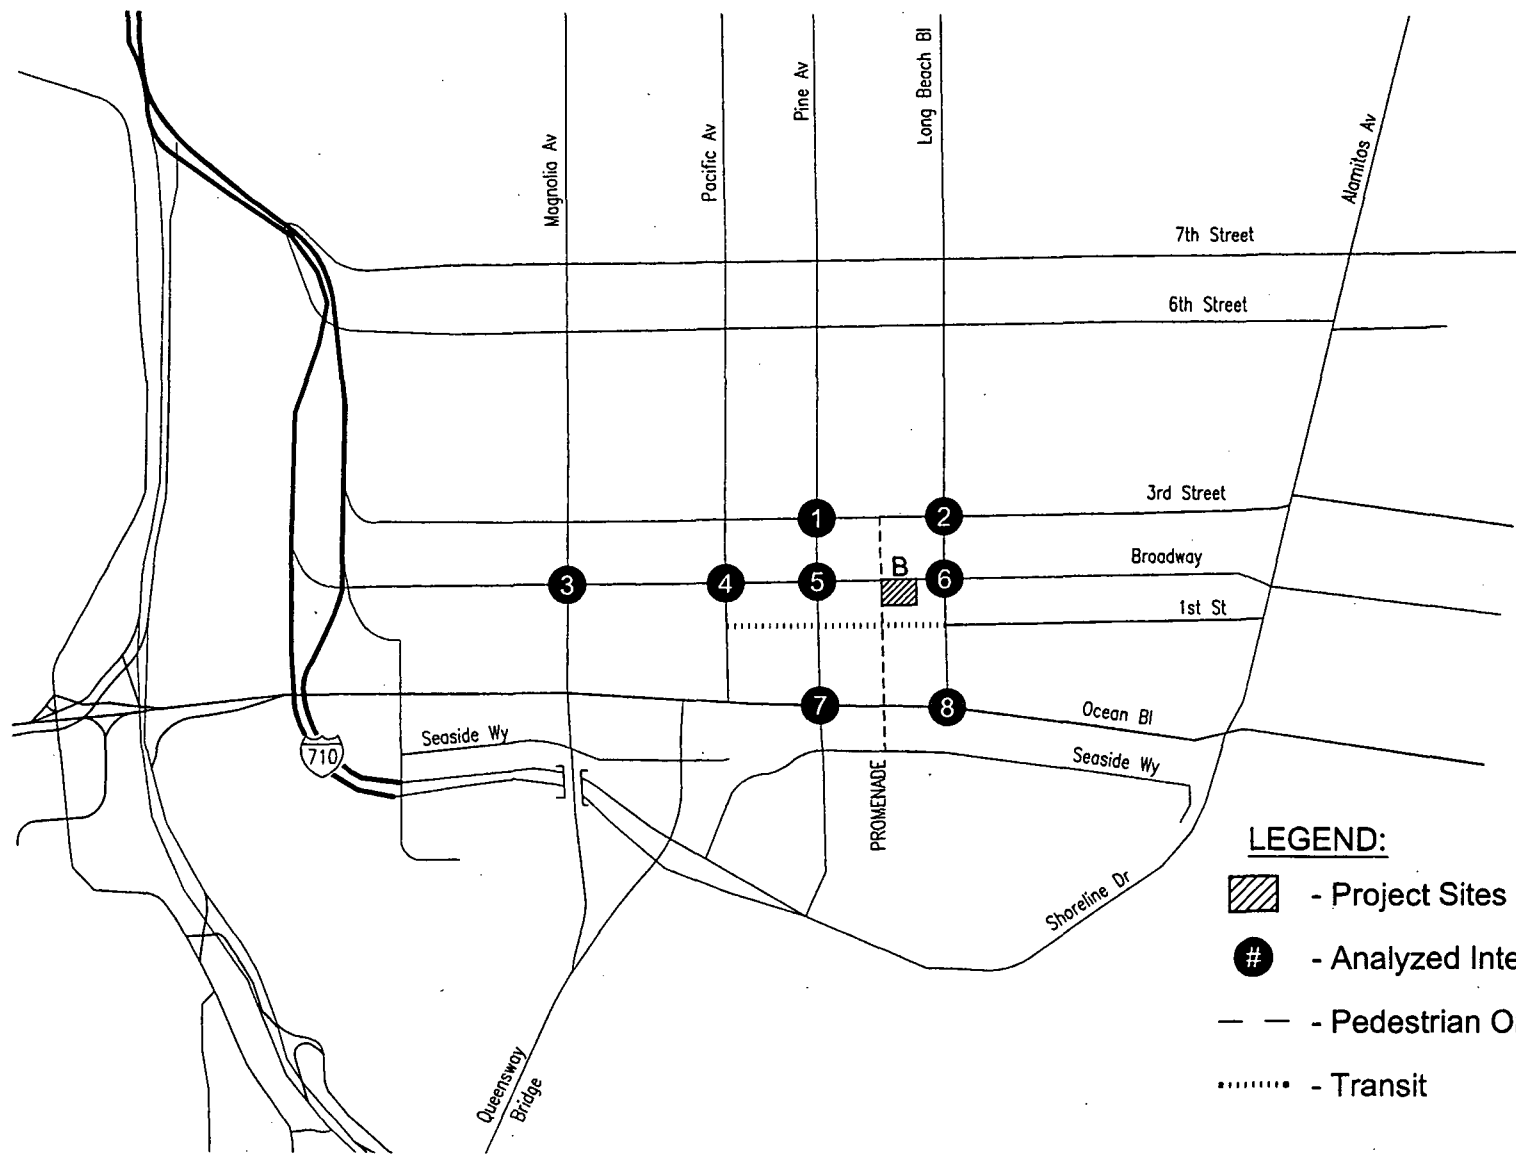 Long Beach Bl
Pine Av
Pacific Av
Magnolia Av
Alamitos Av
7th Street
6th Street
3rd Street
1
2
Broadway
B
3
4
5
6
1st St
7
8
Ocean Bl
Seaside Wy
710
Seaside Wy
PROMENADE
Shoreline Dr
Queensway
Bridge
LEGEND:
- Project Sites
# - Analyzed Inte
- Pedestrian O
- Transit